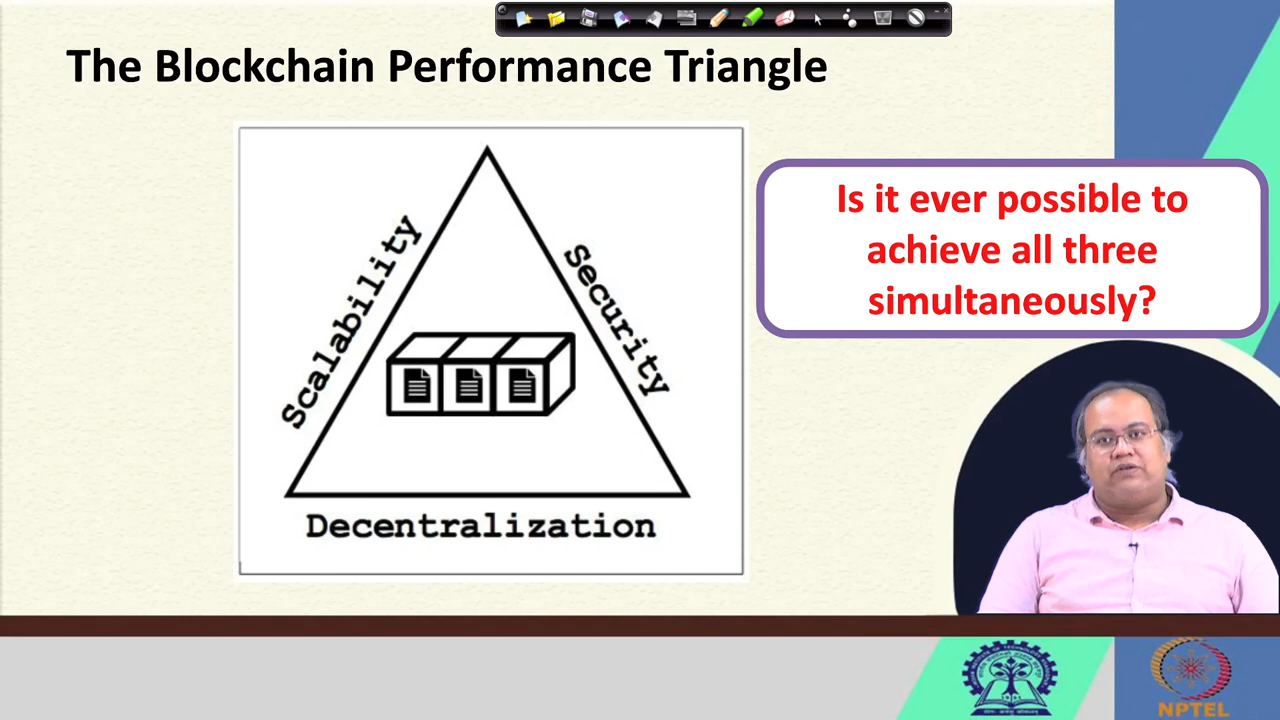 The Blockchain Performance Triangle
Scalability
Security
Decentralization
Is it ever possible to
achieve all three
simultaneously?
NPTEL